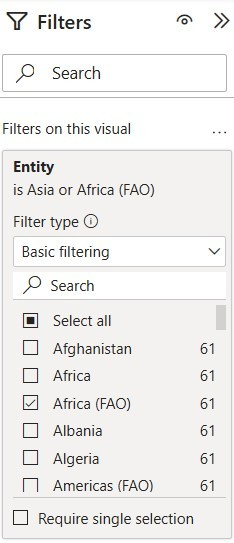 Filters
Search
Filters on this visual
...
Entity
is Asia or Africa (FAO)
Filter type
Basic filtering
Search
Select all
Afghanistan 61
Africa 61
Africa (FAO) 61
Albania 61
Algeria 61
Americas (FAO) 61
Require single selection